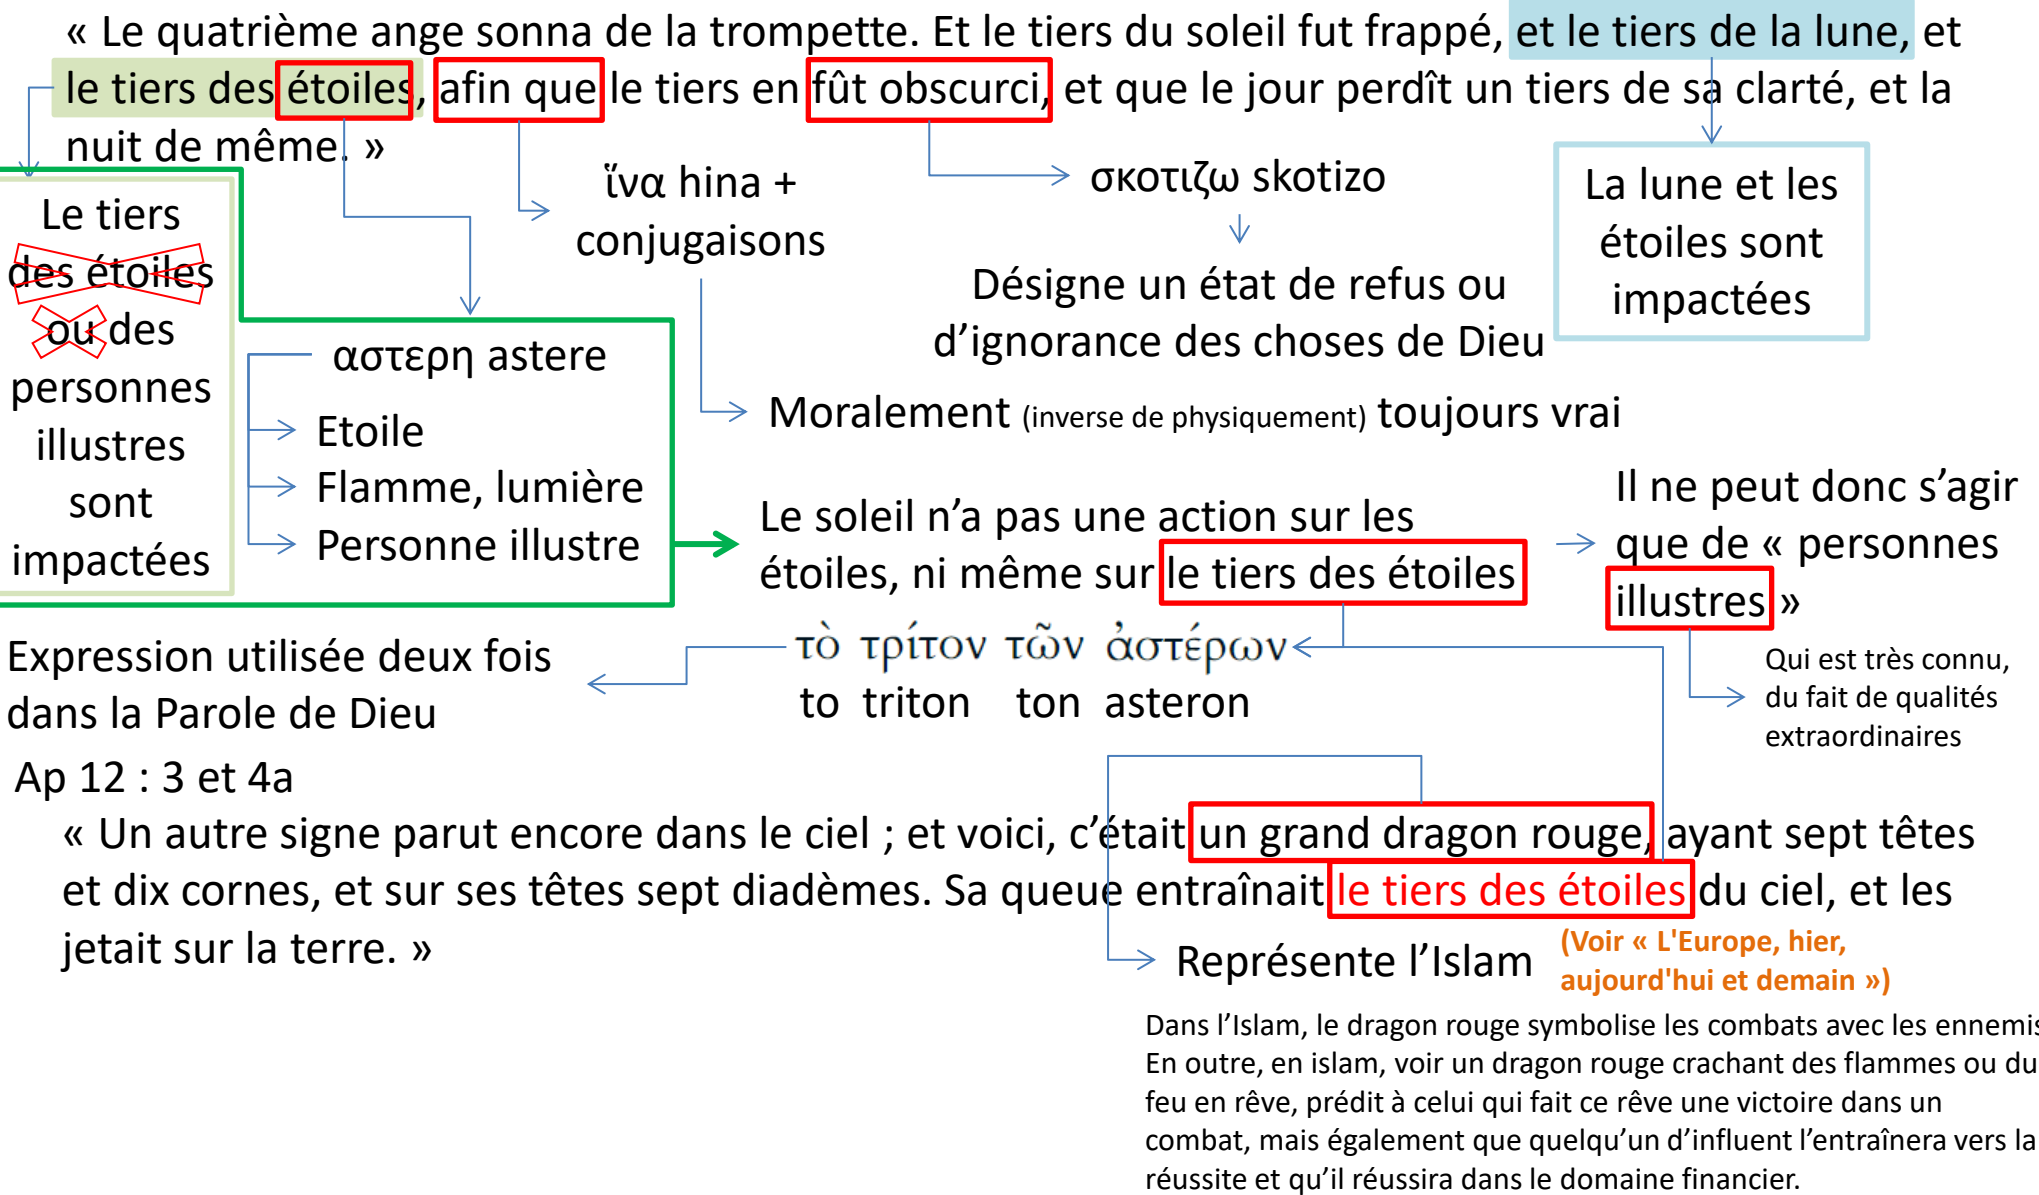 « Le quatrième ange sonna de la trompette. Et le tiers du soleil fut frappé, et le tiers de la lune, et
le tiers des étoiles, afin que le tiers en fût obscurci, et que le jour perdît un tiers de sa clarté, et la
nuit de même. »
Le tiers
des étoiles
ou des
personnes
illustres
sont
impactées
ἵνα hina +
conjugaisons
σκοτιζω skotizo
Désigne un état de refus ou
d’ignorance des choses de Dieu
La lune et les
étoiles sont
impactées
αστερη astere
Etoile
Flamme, lumière
Personne illustre
Moralement (inverse de physiquement) toujours vrai
Le soleil n’a pas une action sur les
étoiles, ni même sur le tiers des étoiles
Il ne peut donc s’agir
que de « personnes
illustres »
Qui est très connu,
du fait de qualités
extraordinaires
τὸ τρίτον τῶν ἀστέρων
to triton ton asteron
Expression utilisée deux fois
dans la Parole de Dieu
Ap 12 : 3 et 4a
« Un autre signe parut encore dans le ciel ; et voici, c’était un grand dragon rouge, ayant sept têtes
et dix cornes, et sur ses têtes sept diadèmes. Sa queue entraînait le tiers des étoiles du ciel, et les
jetait sur la terre. »
Représente l’Islam
(Voir « L'Europe, hier,
aujourd'hui et demain »)
Dans l’Islam, le dragon rouge symbolise les combats avec les ennemis
En outre, en islam, voir un dragon rouge crachant des flammes ou du
feu en rêve, prédit à celui qui fait ce rêve une victoire dans un
combat, mais également que quelqu’un d’influent l’entraînera vers la
réussite et qu’il réussira dans le domaine financier.